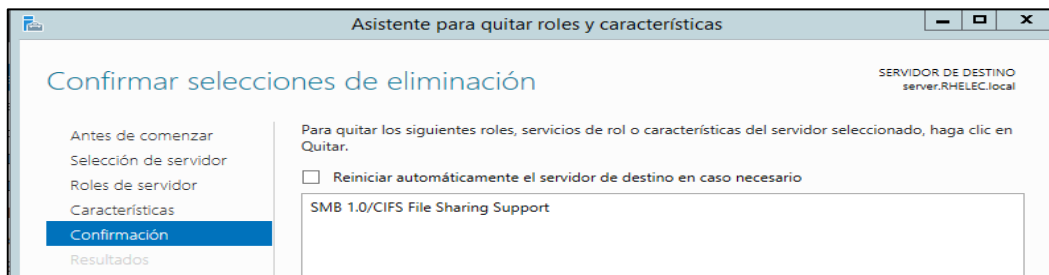 Asistente para quitar roles y características
Confirmar selecciones de eliminación
SERVIDOR DE DESTINO
server.RHELEC.local
Antes de comenzar
Selección de servidor
Roles de servidor
Características
Confirmación
Resultados
Para quitar los siguientes roles, servicios de rol o características del servidor seleccionado, haga clic en
Quitar.
Reiniciar automáticamente el servidor de destino en caso necesario
SMB 1.0/CIFS File Sharing Support